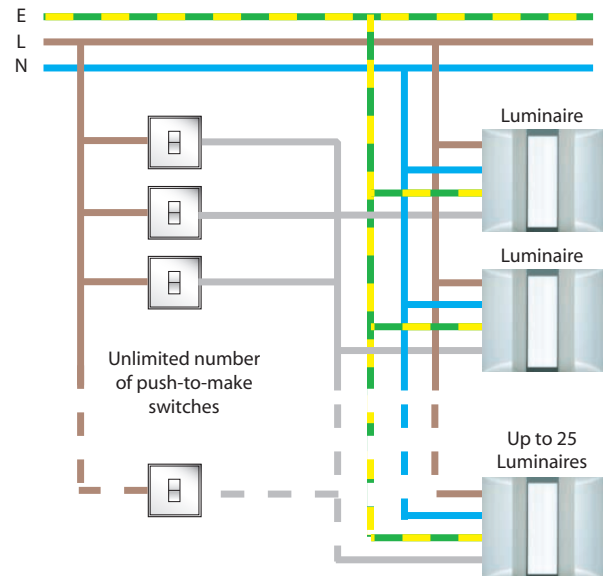 E
L
N
Luminaire
Luminaire
Unlimited number
of push-to-make
switches
Up to 25
Luminaires